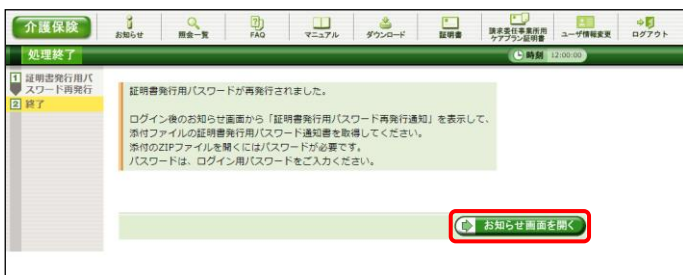 介護保険
お知らせ
照会一覧
FAQ
マニュアル
ダウンロード
証明書
請求委任事業所用
ケアプラン証明書
ユーザ情報変更
ログアウト
処理終了
時刻 12:00:00
1 証明書発行用パ
スワード再発行
2 終了
証明書発行用パスワードが再発行されました。
ログイン後のお知らせ画面から「証明書発行用パスワード再発行通知」を表示して、
添付ファイルの証明書発行用パスワード通知書を取得してください。
添付のZIPファイルを開くにはパスワードが必要です。
パスワードは、ログイン用パスワードをご入力ください。
お知らせ画面を開く